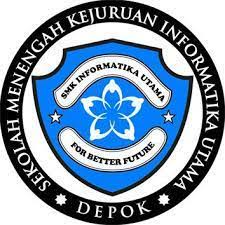 SEKOLAH MENENGAH KEJURUAN INFORMATIKA UTAMA
SMK INFORMATIKA UTAMA
FOR BETTER FUTURE
DEPOK